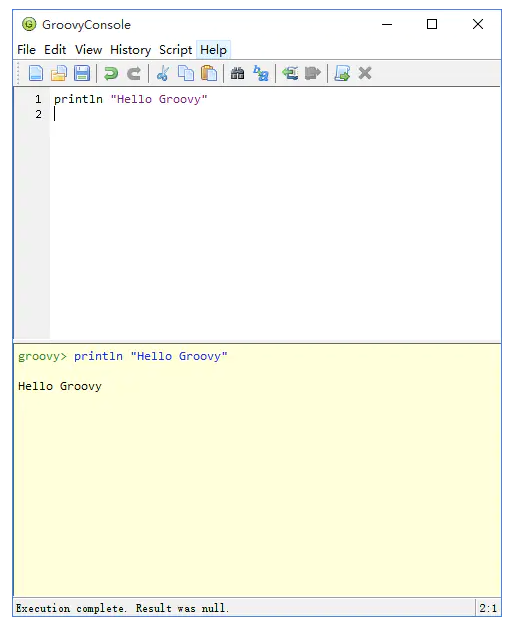 GroovyConsole
File Edit View History Script Help
1 println "Hello Groovy"
2
groovy> println "Hello Groovy"
Hello Groovy
Execution complete. Result was null.
2:1